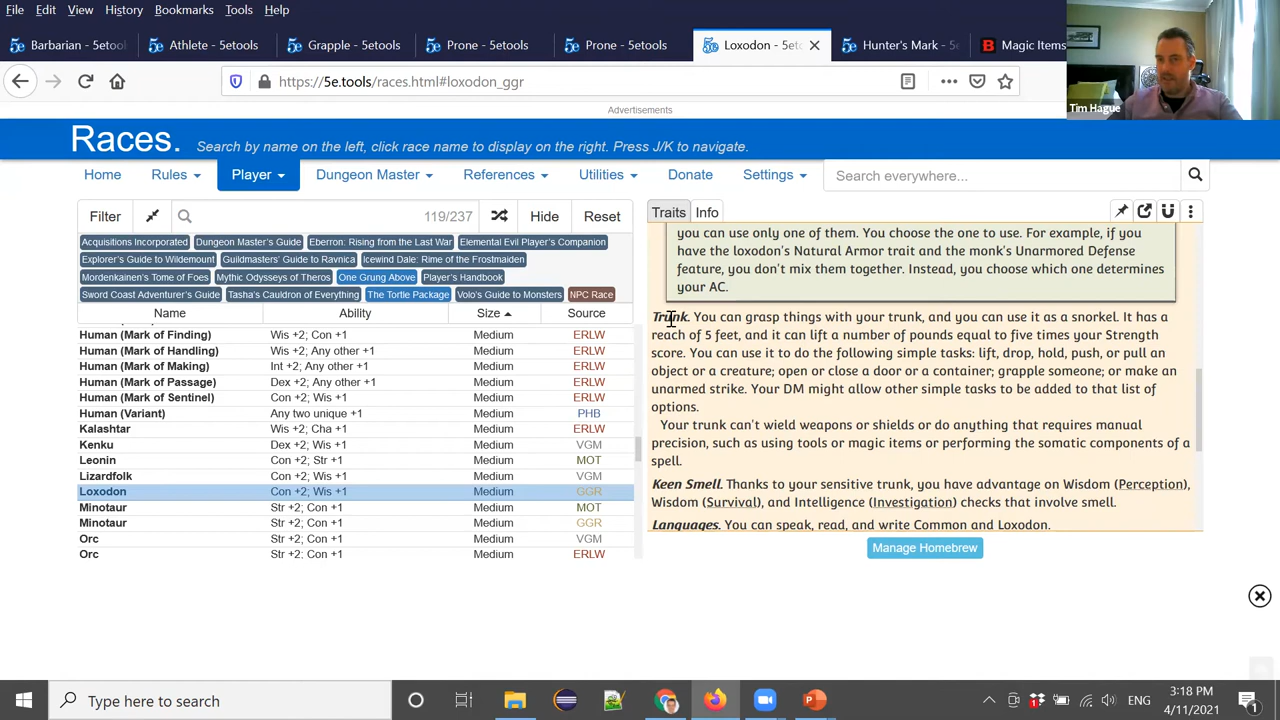 File Edit View History Bookmarks Tools Help
Barbarian - 5etool Athlete - 5etools Grapple - 5etools Prone - 5etools Prone - 5etools Loxodon - 5etc Hunter's Mark - 5e Magic Items
https://5e.tools/races.html#loxodon_ggr
Tim Hague
Advertisements
Races. Search by name on the left, click race name to display on the right. Press J/K to navigate.
Home Rules Player Dungeon Master References Utilities Donate Settings Search everywhere...
Filter 119/237 Hide Reset
Acquisitions Incorporated Dungeon Master's Guide Eberron: Rising from the Last War Elemental Evil Player's Companion
Explorer's Guide to Wildemount Guildmasters' Guide to Ravnica Icewind Dale: Rime of the Frostmaiden
Mordenkainen's Tome of Foes Mythic Odysseys of Theros One Grung Above Player's Handbook
Sword Coast Adventurer's Guide Tasha's Cauldron of Everything The Tortle Package Volo's Guide to Monsters NPC Race
Name Ability Size Source
Human (Mark of Finding) Wis +2; Con +1 Medium ERLW
Human (Mark of Handling) Wis +2; Any other +1 Medium ERLW
Human (Mark of Making) Int +2; Any other +1 Medium ERLW
Human (Mark of Passage) Dex +2; Any other +1 Medium ERLW
Human (Mark of Sentinel) Con +2; Wis +1 Medium ERLW
Human (Variant) Any two unique +1 Medium PHB
Kalashtar Wis +2; Cha +1 Medium ERLW
Kenku Dex +2; Wis +1 Medium VGM
Leonin Con +2; Str +1 Medium MOT
Lizardfolk Con +2; Wis +1 Medium VGM
Loxodon Con +2; Wis +1 Medium GGR
Minotaur Str +2; Con +1 Medium MOT
Minotaur Str +2; Con +1 Medium GGR
Orc Str +2; Con +1 Medium VGM
Orc Str +2; Con +1 Medium ERLW
Traits Info
you can use only one of them. You choose the one to use. For example, if you
have the loxodon's Natural Armor trait and the monk's Unarmored Defense
feature, you don't mix them together. Instead, you choose which one determines
your AC.
Trunk. You can grasp things with your trunk, and you can use it as a snorkel. It has a
reach of 5 feet, and it can lift a number of pounds equal to five times your Strength
score. You can use it to do the following simple tasks: lift, drop, hold, push, or pull an
object or a creature; open or close a door or a container; grapple someone; or make an
unarmed strike. Your DM might allow other simple tasks to be added to that list of
options.
Your trunk can't wield weapons or shields or do anything that requires manual
precision, such as using tools or magic items or performing the somatic components of a
spell.
Keen Smell. Thanks to your sensitive trunk, you have advantage on Wisdom (Perception),
Wisdom (Survival), and Intelligence (Investigation) checks that involve smell.
Languages. You can speak, read, and write Common and Loxodon.
Manage Homebrew
Type here to search
ENG
3:18 PM
4/11/2021